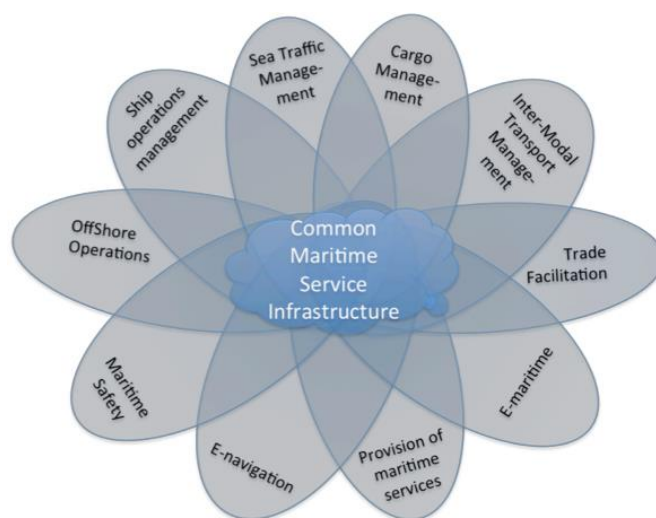 Sea Traffic
Manage-
ment
Cargo
Manage-
ment
Inter-Modal
Transport
Manage-
ment
Trade
Facilitation
E-maritime
Provision of
maritime
services
E-navigation
Maritime
Safety
OffShore
Operations
Ship
operations
management
Common
Maritime
Service
Infrastructure